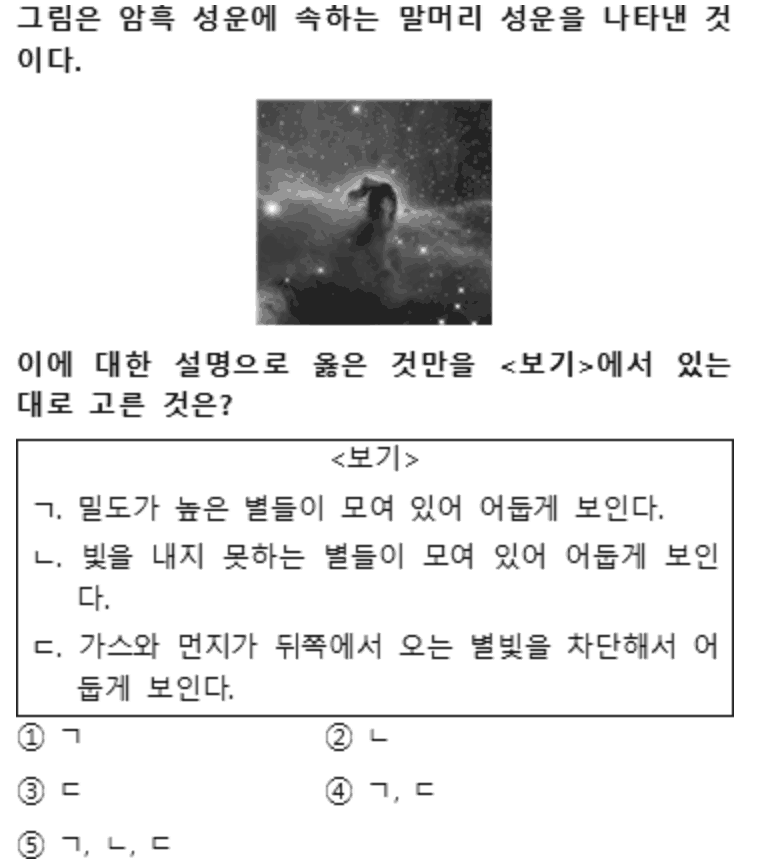 그림은 암흑 성운에 속하는 말머리 성운을 나타낸 것
이다.
이에 대한 설명으로 옳은 것만을 <보기>에서 있는
대로 고른 것은?
<보기>
ㄱ. 밀도가 높은 별들이 모여 있어 어둡게 보인다.
ㄴ. 빛을 내지 못하는 별들이 모여 있어 어둡게 보인
다.
ㄷ. 가스와 먼지가 뒤쪽에서 오는 별빛을 차단해서 어
둡게 보인다.
① ㄱ ② ㄴ
③ ㄷ ④ ㄱ, ㄷ
⑤ ㄱ, ㄴ, ㄷ